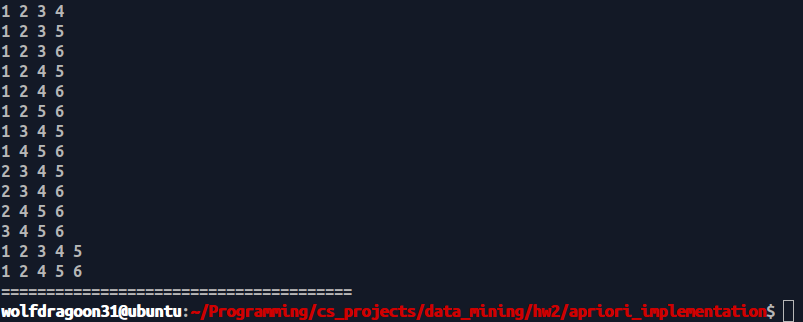 1 2 3 4
1 2 3 5
1 2 3 6
1 2 4 5
1 2 4 6
1 2 5 6
1 3 4 5
1 4 5 6
2 3 4 5
2 3 4 6
2 4 5 6
3 4 5 6
1 2 3 4 5
1 2 4 5 6
=======================================
wolfdragoon31@ubuntu:~/Programming/cs_projects/data_mining/hw2/apriori_implementation$